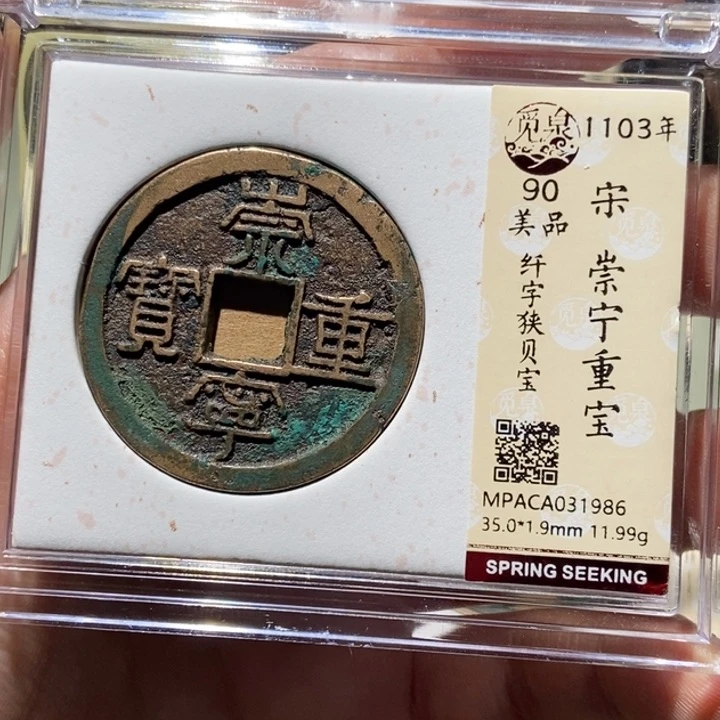 崇
重
寧
寶
觅泉
1103年
90
美品
宋 崇宁重宝
纤字狭贝宝
MPACA031986
35.0*1.9mm 11.99g
SPRING SEEKING